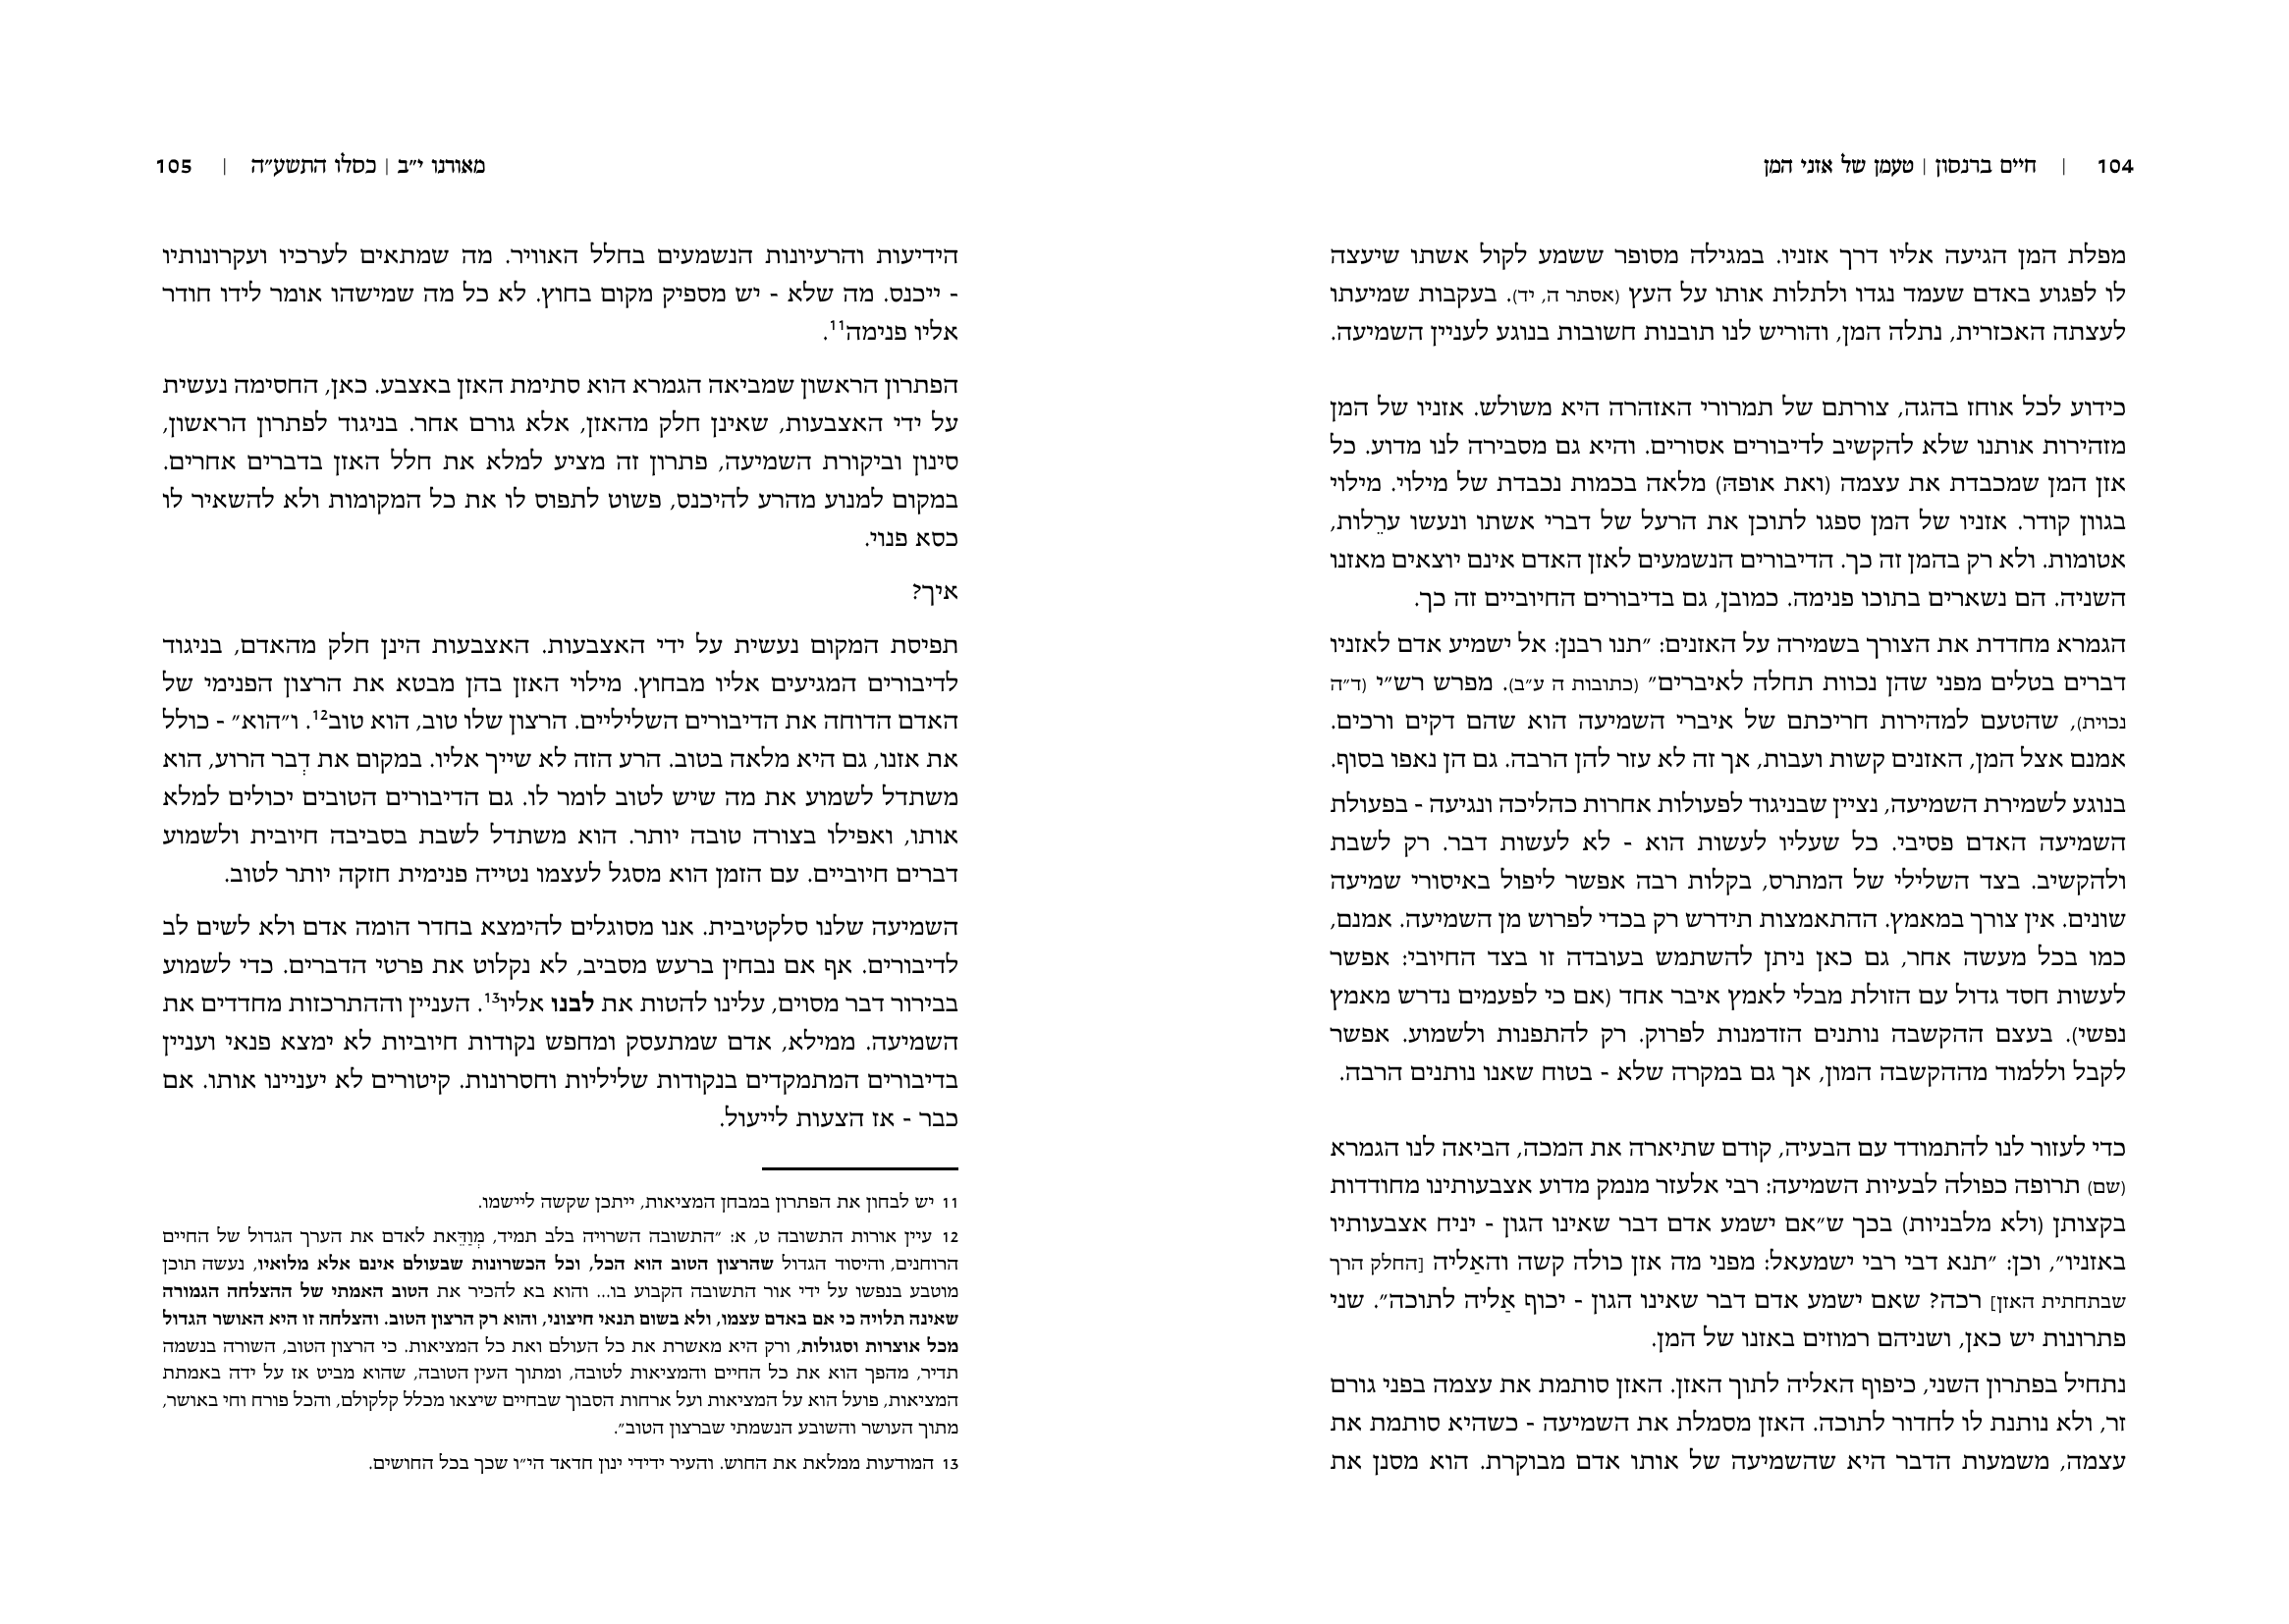 104 | חיים ברנסון | טעמן של אזני המן
מפלת המן הגיעה אליו דרך אזניו. במגילה מסופר ששמע לקול אשתו שיעצה
לו לפגוע באדם שעמד נגדו ולתלות אותו על העץ (אסתר ה, יד). בעקבות שמיעתו
לעצתה האכזרית, נתלה המן, והוריש לנו תובנות חשובות בנוגע לעניין השמיעה.
כידוע לכל אוחז בהגה, צורתם של תמרורי האזהרה היא משולש. אזניו של המן
מזהירות אותנו שלא להקשיב לדיבורים אסורים. והיא גם מסבירה לנו מדוע. כל
אזן המן שמכבדת את עצמה (ואת אופהּ) מלאה בכמות נכבדת של מילוי. מילוי
בגוון קודר. אזניו של המן ספגו לתוכן את הרעל של דברי אשתו ונעשו ערֵלות,
אטומות. ולא רק בהמן זה כך. הדיבורים הנשמעים לאזן האדם אינם יוצאים מאזנו
השניה. הם נשארים בתוכו פנימה. כמובן, גם בדיבורים החיוביים זה כך.
הגמרא מחדדת את הצורך בשמירה על האזנים: ״תנו רבנן: אל ישמיע אדם לאזניו
דברים בטלים מפני שהן נכוות תחלה לאיברים״ (כתובות ה ע״ב). מפרש רש״י (ד״ה
נכוית), שהטעם למהירות חריכתם של איברי השמיעה הוא שהם דקים ורכים.
אמנם אצל המן, האזנים קשות ועבות, אך זה לא עזר להן הרבה. גם הן נאפו בסוף.
בנוגע לשמירת השמיעה, נציין שבניגוד לפעולות אחרות כהליכה ונגיעה - בפעולת
השמיעה האדם פסיבי. כל שעליו לעשות הוא - לא לעשות דבר. רק לשבת
ולהקשיב. בצד השלילי של המתרס, בקלות רבה אפשר ליפול באיסורי שמיעה
שונים. אין צורך במאמץ. ההתאמצות תידרש רק בכדי לפרוש מן השמיעה. אמנם,
כמו בכל מעשה אחר, גם כאן ניתן להשתמש בעובדה זו בצד החיובי: אפשר
לעשות חסד גדול עם הזולת מבלי לאמץ איבר אחד (אם כי לפעמים נדרש מאמץ
נפשי). בעצם ההקשבה נותנים הזדמנות לפרוק. רק להתפנות ולשמוע. אפשר
לקבל וללמוד מההקשבה המון, אך גם במקרה שלא - בטוח שאנו נותנים הרבה.
כדי לעזור לנו להתמודד עם הבעיה, קודם שתיארה את המכה, הביאה לנו הגמרא
(שם) תרופה כפולה לבעיות השמיעה: רבי אלעזר מנמק מדוע אצבעותינו מחודדות
בקצותן (ולא מלבניות) בכך ש״אם ישמע אדם דבר שאינו הגון - יניח אצבעותיו
באזניו״, וכן: ״תנא דבי רבי ישמעאל: מפני מה אזן כולה קשה והאַליה [החלק הרך
שבתחתית האזן] רכה? שאם ישמע אדם דבר שאינו הגון - יכוף אַליה לתוכה״. שני
פתרונות יש כאן, ושניהם רמוזים באזנו של המן.
נתחיל בפתרון השני, כיפוף האליה לתוך האזן. האזן סותמת את עצמה בפני גורם
זר, ולא נותנת לו לחדור לתוכה. האזן מסמלת את השמיעה - כשהיא סותמת את
עצמה, משמעות הדבר היא שהשמיעה של אותו אדם מבוקרת. הוא מסנן את
מאורנו י״ב | כסלו התשע״ה | 105
הידיעות והרעיונות הנשמעים בחלל האוויר. מה שמתאים לערכיו ועקרונותיו
- ייכנס. מה שלא - יש מספיק מקום בחוץ. לא כל מה שמישהו אומר לידו חודר
אליו פנימה11.
הפתרון הראשון שמביאה הגמרא הוא סתימת האזן באצבע. כאן, החסימה נעשית
על ידי האצבעות, שאינן חלק מהאזן, אלא גורם אחר. בניגוד לפתרון הראשון,
סינון וביקורת השמיעה, פתרון זה מציע למלא את חלל האזן בדברים אחרים.
במקום למנוע מהרע להיכנס, פשוט לתפוס לו את כל המקומות ולא להשאיר לו
כסא פנוי.
איך?
תפיסת המקום נעשית על ידי האצבעות. האצבעות הינן חלק מהאדם, בניגוד
לדיבורים המגיעים אליו מבחוץ. מילוי האזן בהן מבטא את הרצון הפנימי של
האדם הדוחה את הדיבורים השליליים. הרצון שלו טוב, הוא טוב12. ו״הוא״ - כולל
את אזנו, גם היא מלאה בטוב. הרע הזה לא שייך אליו. במקום את דְבר הרוע, הוא
משתדל לשמוע את מה שיש לטוב לומר לו. גם הדיבורים הטובים יכולים למלא
אותו, ואפילו בצורה טובה יותר. הוא משתדל לשבת בסביבה חיובית ולשמוע
דברים חיוביים. עם הזמן הוא מסגל לעצמו נטייה פנימית חזקה יותר לטוב.
השמיעה שלנו סלקטיבית. אנו מסוגלים להימצא בחדר הומה אדם ולא לשים לב
לדיבורים. אף אם נבחין ברעש מסביב, לא נקלוט את פרטי הדברים. כדי לשמוע
בבירור דבר מסוים, עלינו להטות את לבנו אליו13. העניין וההתרכזות מחדדים את
השמיעה. ממילא, אדם שמתעסק ומחפש נקודות חיוביות לא ימצא פנאי ועניין
בדיבורים המתמקדים בנקודות שליליות וחסרונות. קיטורים לא יעניינו אותו. אם
כבר - אז הצעות לייעול.
11 יש לבחון את הפתרון במבחן המציאות, ייתכן שקשה ליישמו.
12 עיין אורות התשובה ט, א: ״התשובה השרויה בלב תמיד, מְוַדֵּאת לאדם את הערך הגדול של החיים
הרוחנים, והיסוד הגדול שהרצון הטוב הוא הכל, וכל הכשרונות שבעולם אינם אלא מלואיו, נעשה תוכן
מוטבע בנפשו על ידי אור התשובה הקבוע בו... והוא בא להכיר את הטוב האמתי של ההצלחה הגמורה
שאינה תלויה כי אם באדם עצמו, ולא בשום תנאי חיצוני, והוא רק הרצון הטוב. והצלחה זו היא האושר הגדול
מכל אוצרות וסגולות, ורק היא מאשרת את כל העולם ואת כל המציאות. כי הרצון הטוב, השורה בנשמה
תדיר, מהפך הוא את כל החיים והמציאות לטובה, ומתוך העין הטובה, שהוא מביט אז על ידה באמתת
המציאות, פועל הוא על המציאות ועל ארחות הסבוך שבחיים שיצאו מכלל קלקולם, והכל פורח וחי באושר,
מתוך העושר והשובע הנשמתי שברצון הטוב״.
13 המודעות ממלאת את החוש. והעיר ידידי ינון חדאד הי״ו שכך בכל החושים.